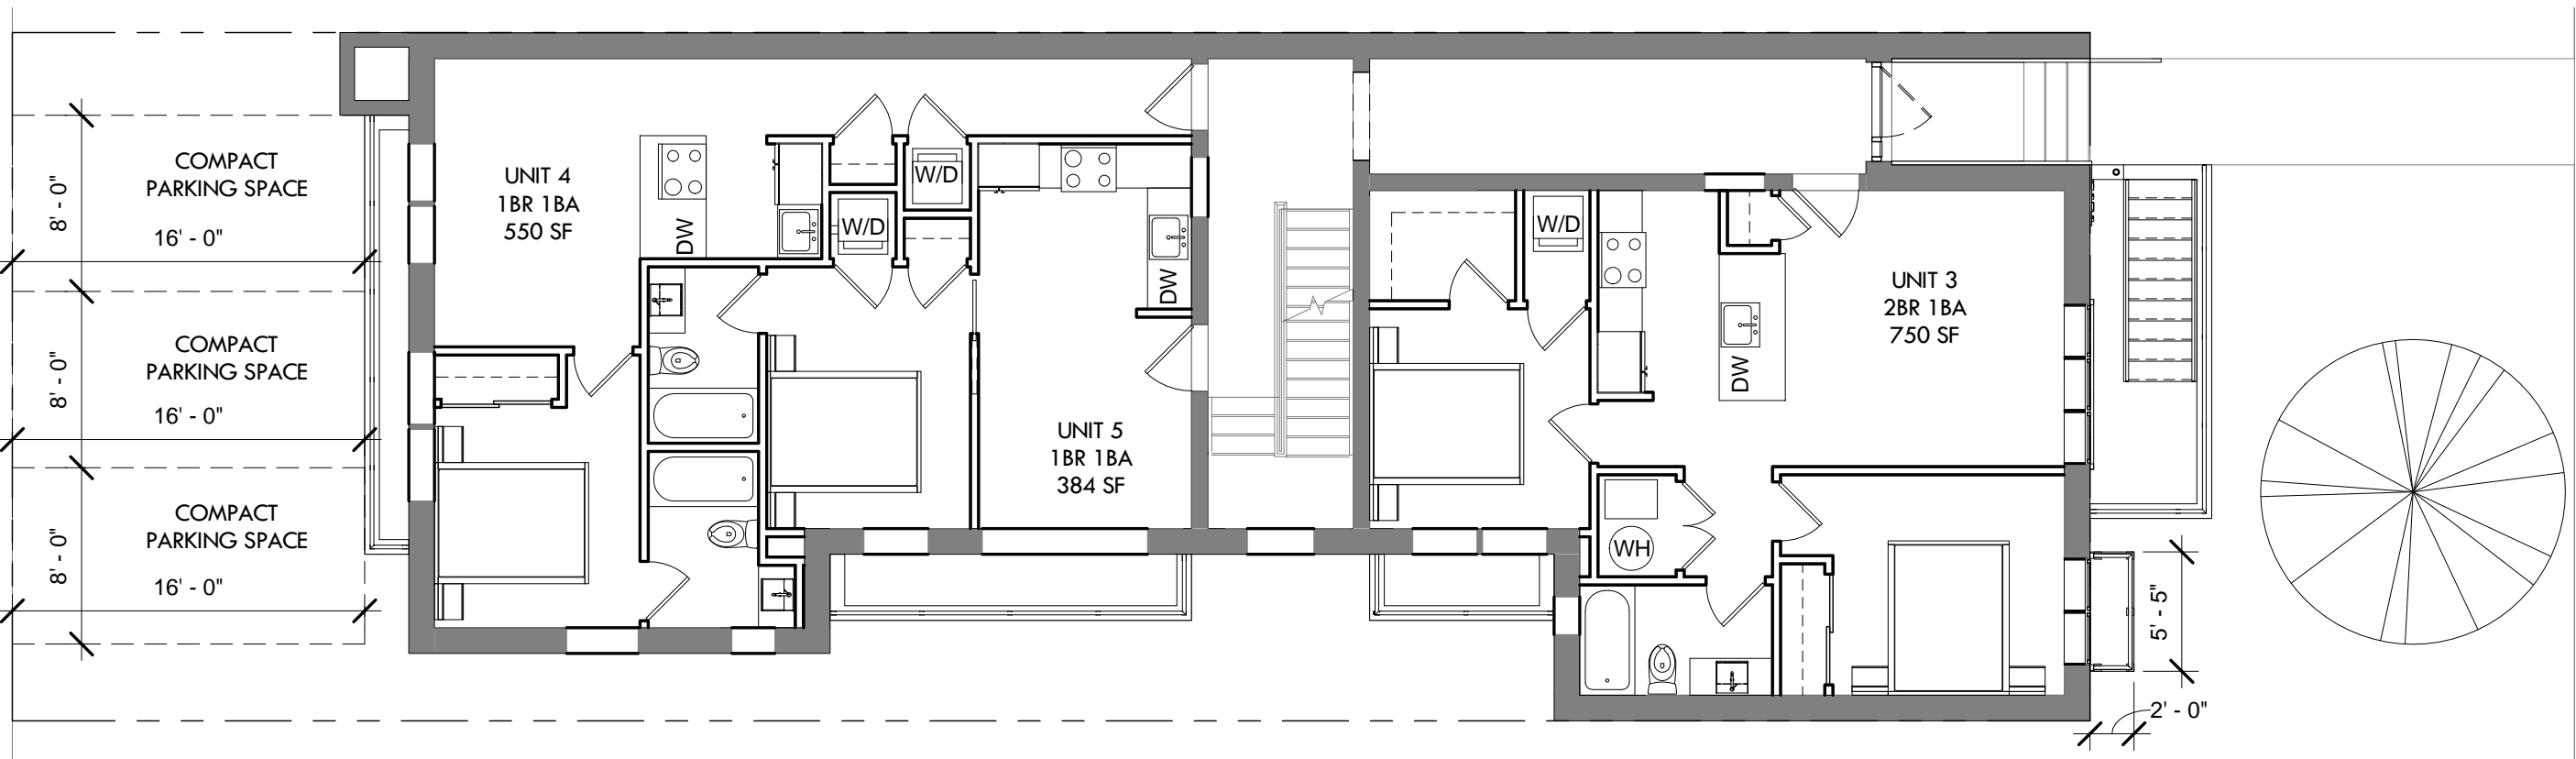 COMPACT
PARKING SPACE
8' - 0"
16' - 0"
COMPACT
PARKING SPACE
8' - 0"
16' - 0"
COMPACT
PARKING SPACE
8' - 0"
16' - 0"
UNIT 4
1BR 1BA
550 SF
DW
W/D
W/D
DW
UNIT 5
1BR 1BA
384 SF
W/D
DW
UNIT 3
2BR 1BA
750 SF
WH
5' - 5"
2' - 0"